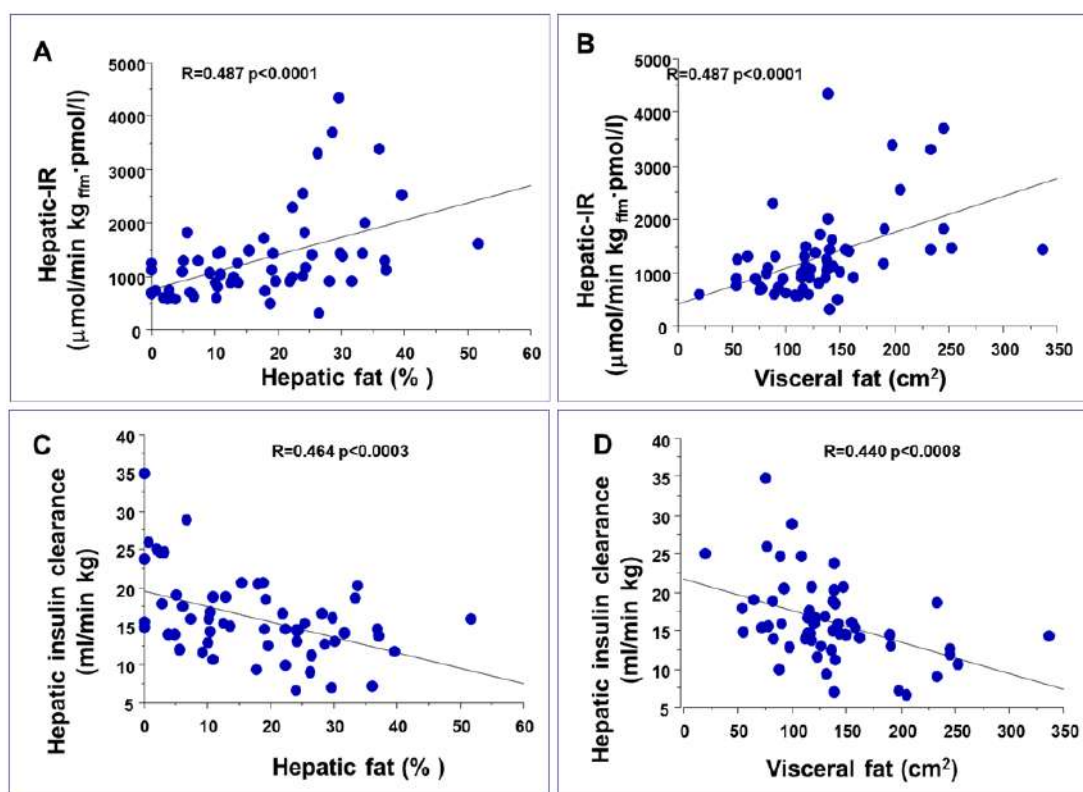 A
R=0.487 p<0.0001
Hepatic-IR
(μmol/min kg ffm·pmol/l)
5000
4000
3000
2000
1000
0
0 10 20 30 40 50 60
Hepatic fat (% )
B
R=0.487 p<0.0001
Hepatic-IR
(μmol/min kg ffm·pmol/l)
5000
4000
3000
2000
1000
0
0 50 100 150 200 250 300 350
Visceral fat (cm²)
C
R=0.464 p<0.0003
Hepatic insulin clearance
(ml/min kg)
40
35
30
25
20
15
10
5
0 10 20 30 40 50 60
Hepatic fat (%)
D
R=0.440 p<0.0008
Hepatic insulin clearance
(ml/min kg)
40
35
30
25
20
15
10
5
0 50 100 150 200 250 300 350
Visceral fat (cm²)